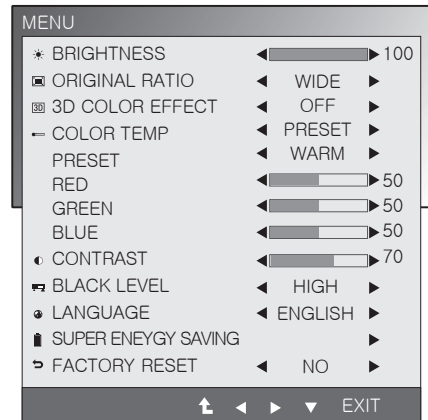 MENU
BRIGHTNESS 100
ORIGINAL RATIO WIDE
3D 3D COLOR EFFECT OFF
COLOR TEMP PRESET
PRESET WARM
RED 50
GREEN 50
BLUE 50
CONTRAST 70
BLACK LEVEL HIGH
LANGUAGE ENGLISH
SUPER ENEYGY SAVING
FACTORY RESET NO
EXIT